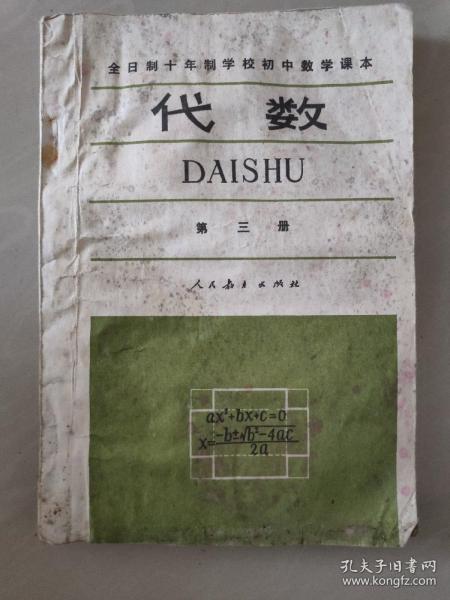 全日制十年制学校初中数学课本
代数
DAISHU
第三册
人民教育出版社
ax²+bx+c=0
x=-b±√b²-4ac
2a
孔夫子旧书网
www.kongfz.com